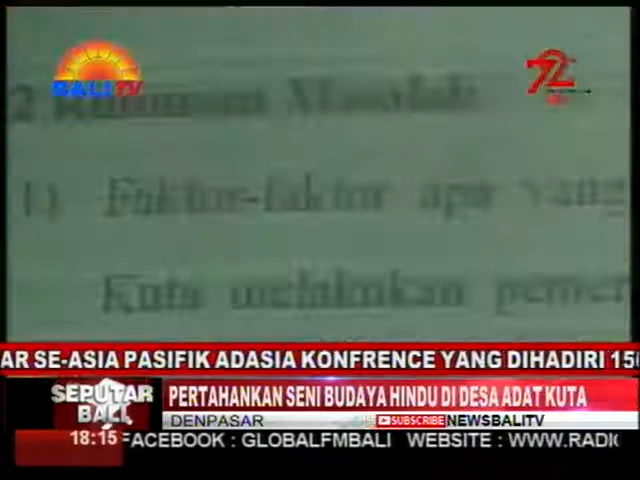 BALI TV
72
2 Rumusan Masalah
1) Faktor-faktor apa yang
Kuta melakukan pemer
AR SE-ASIA PASIFIK ADASIA KONFRENCE YANG DIHADIRI 150
SEPUTAR BALI
PERTAHANKAN SENI BUDAYA HINDU DI DESA ADAT KUTA
DENPASAR
SUBSCRIBE NEWSBALITV
18:15 FACEBOOK : GLOBALFMBALI WEBSITE : WWW.RADIO